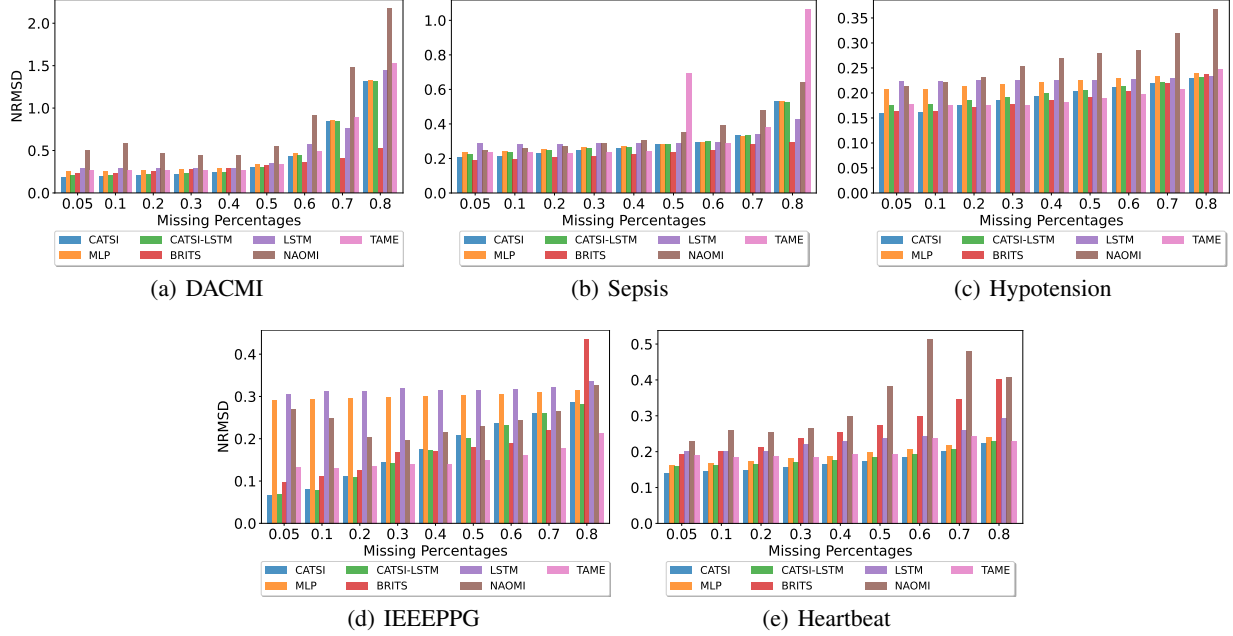 NRMSD
2.0
1.5
1.0
0.5
0.0
0.05 0.1 0.2 0.3 0.4 0.5 0.6 0.7 0.8
Missing Percentages
CATSI CATSI-LSTM LSTM TAME
MLP BRITS NAOMI
(a) DACMI
1.0
0.8
0.6
0.4
0.2
0.0
0.05 0.1 0.2 0.3 0.4 0.5 0.6 0.7 0.8
Missing Percentages
CATSI CATSI-LSTM LSTM TAME
MLP BRITS NAOMI
(b) Sepsis
0.35
0.30
0.25
0.20
0.15
0.10
0.05
0.00
0.05 0.1 0.2 0.3 0.4 0.5 0.6 0.7 0.8
Missing Percentages
CATSI CATSI-LSTM LSTM TAME
MLP BRITS NAOMI
(c) Hypotension
NRMSD
0.4
0.3
0.2
0.1
0.0
0.05 0.1 0.2 0.3 0.4 0.5 0.6 0.7 0.8
Missing Percentages
CATSI CATSI-LSTM LSTM TAME
MLP BRITS NAOMI
(d) IEEEPPG
0.5
0.4
0.3
0.2
0.1
0.0
0.05 0.1 0.2 0.3 0.4 0.5 0.6 0.7 0.8
Missing Percentages
CATSI CATSI-LSTM LSTM TAME
MLP BRITS NAOMI
(e) Heartbeat